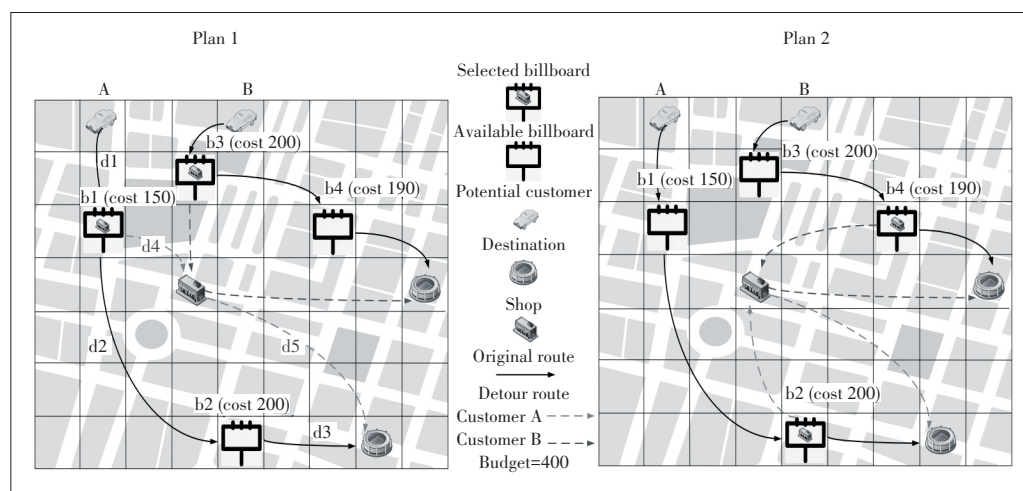 Plan 1
A
B
b3 (cost 200)
d1
b4 (cost 190)
b1 (cost 150)
d4
d2
d5
b2 (cost 200)
d3
Selected billboard
Available billboard
Potential customer
Destination
Shop
Original route
Detour route
Customer A
Customer B
Budget=400
Plan 2
A
B
b3 (cost 200)
b1 (cost 150)
b4 (cost 190)
b2 (cost 200)